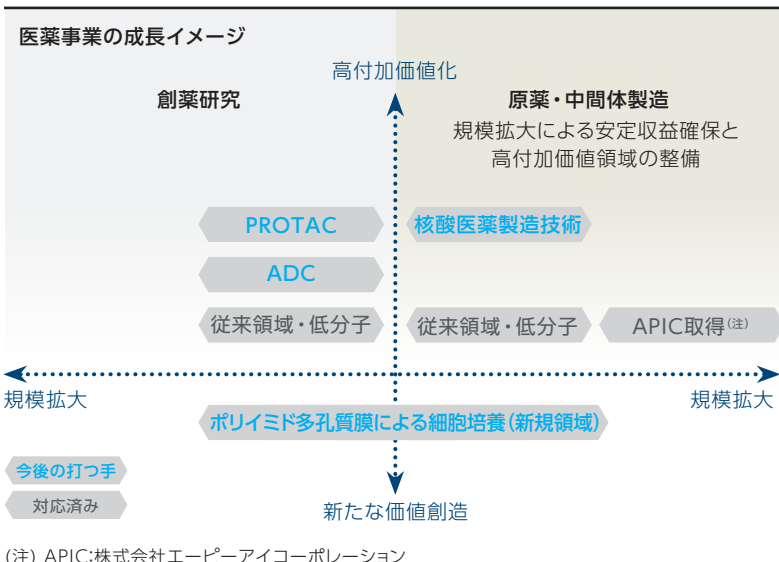 医薬事業の成長イメージ
高付加価値化
創薬研究
原薬・中間体製造
規模拡大による安定収益確保と
高付加価値領域の整備
PROTAC
核酸医薬製造技術
ADC
従来領域・低分子
従来領域・低分子
APIC取得(注)
規模拡大
規模拡大
ポリイミド多孔質膜による細胞培養(新規領域)
今後の打つ手
対応済み
新たな価値創造
(注) APIC:株式会社エーピーアイコーポレーション